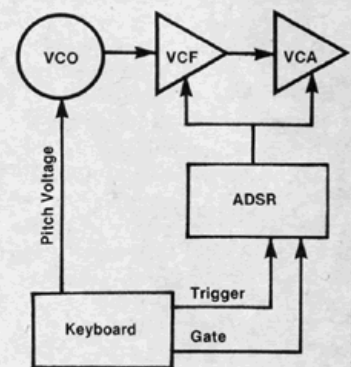 VCO
VCF
VCA
Pitch Voltage
ADSR
Trigger
Keyboard
Gate